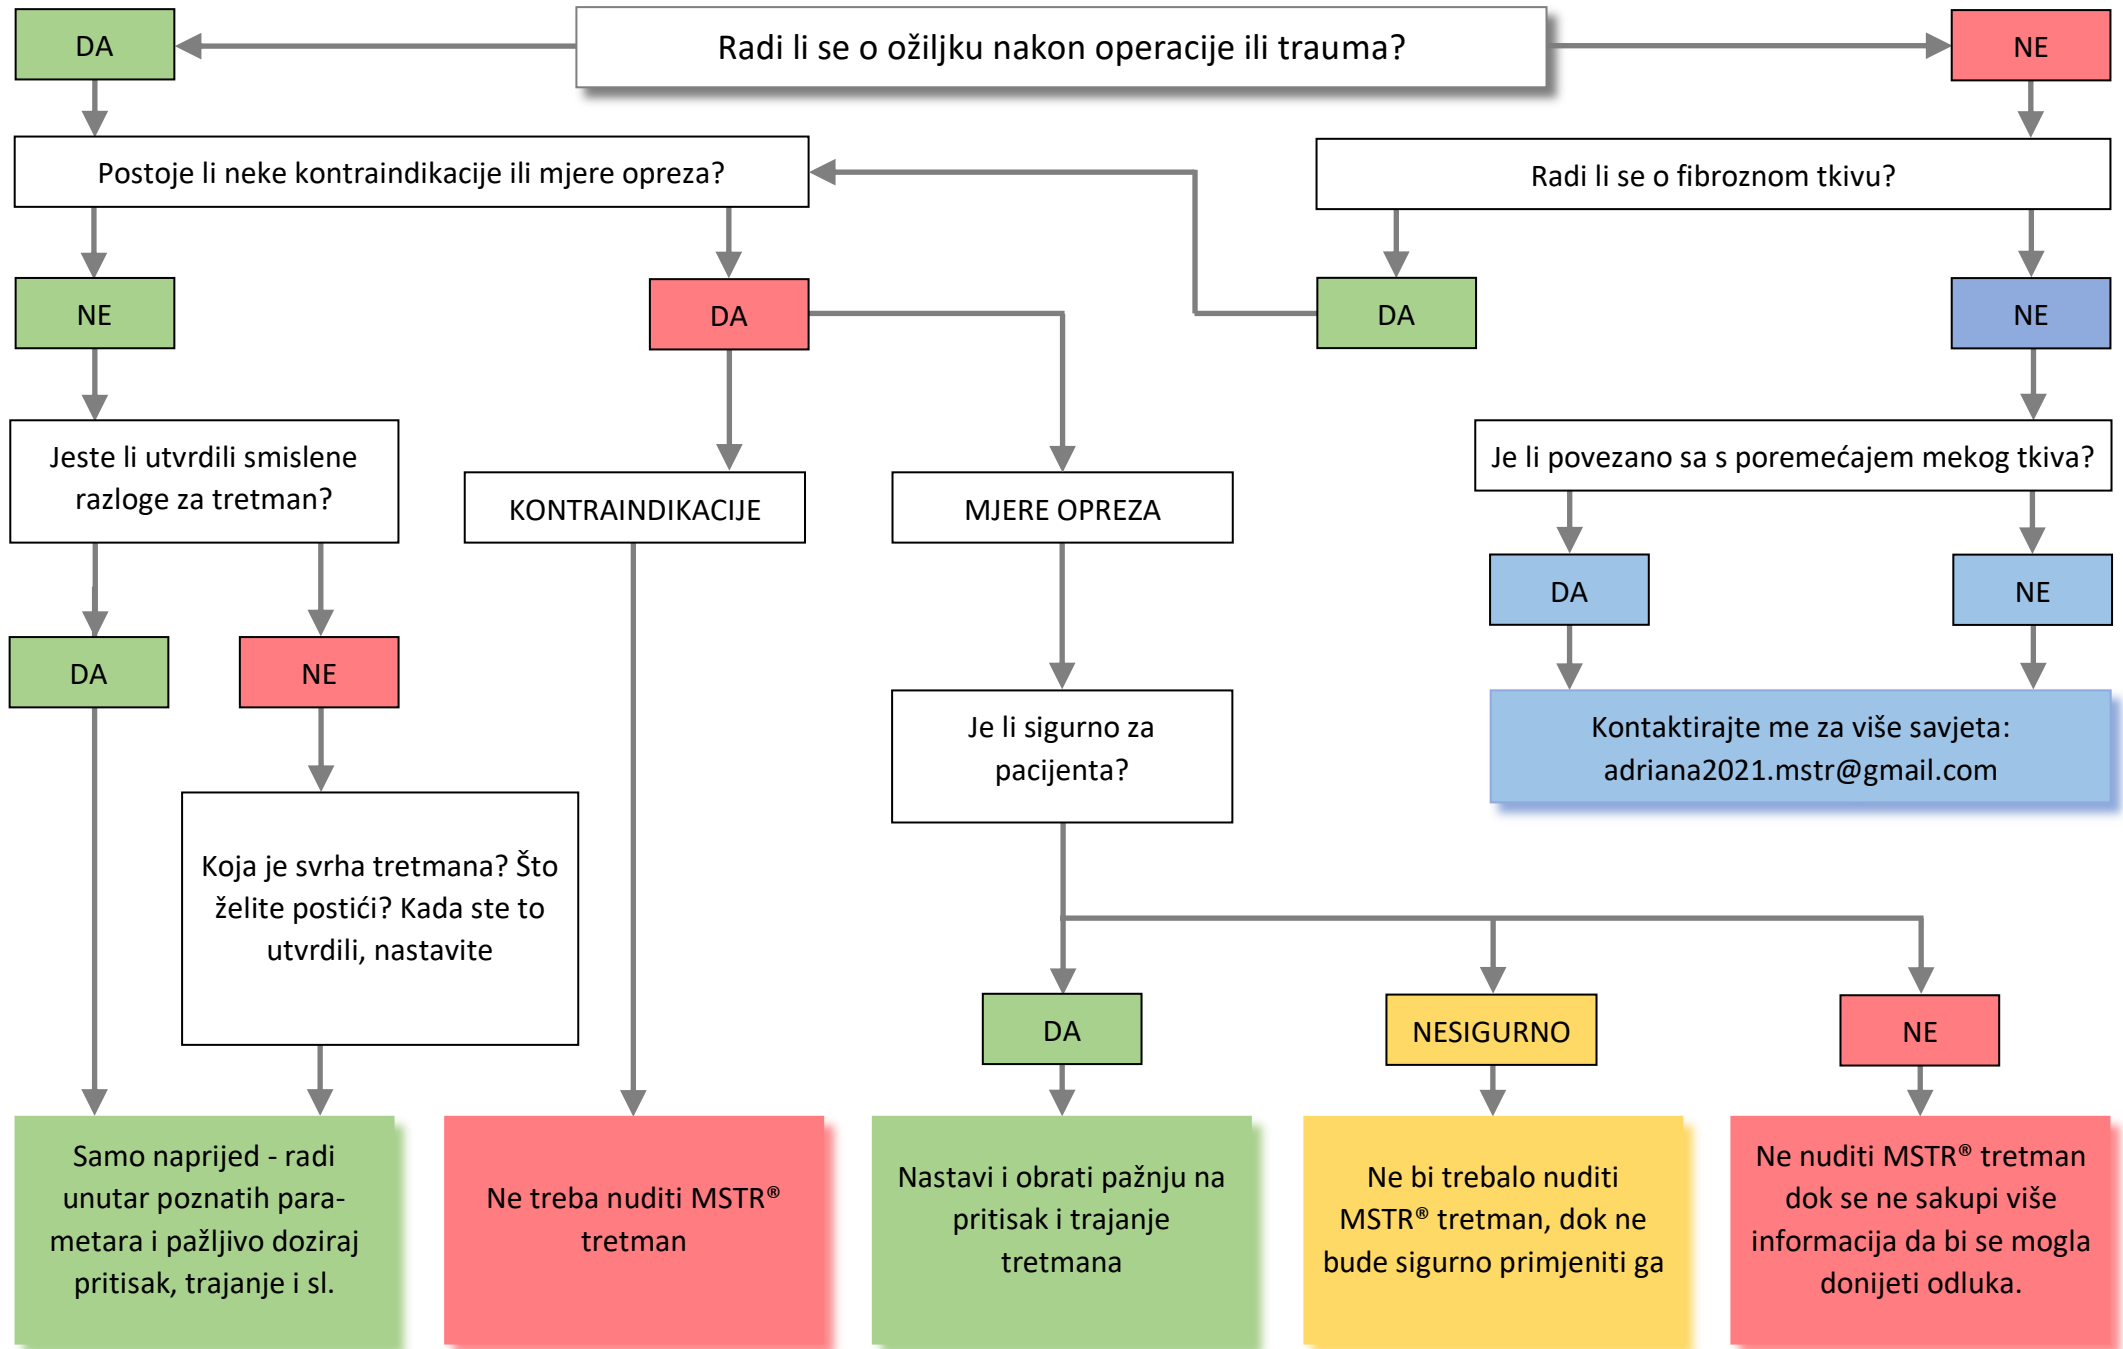 DA
Radi li se o ožiljku nakon operacije ili trauma?
NE
Postoje li neke kontraindikacije ili mjere opreza?
Radi li se o fibroznom tkivu?
NE
DA
DA
NE
Jeste li utvrdili smislene
razloge za tretman?
KONTRAINDIKACIJE
MJERE OPREZA
Je li povezano sa s poremećajem mekog tkiva?
DA
NE
DA
NE
Je li sigurno za
pacijenta?
Kontaktirajte me za više savjeta:
adriana2021.mstr@gmail.com
Koja je svrha tretmana? Što
želite postići? Kada ste to
utvrdili, nastavite
DA
NESIGURNO
NE
Samo naprijed - radi
unutar poznatih para-
metara i pažljivo doziraj
pritisak, trajanje i sl.
Ne treba nuditi MSTR®
tretman
Nastavi i obrati pažnju na
pritisak i trajanje
tretmana
Ne bi trebalo nuditi
MSTR® tretman, dok ne
bude sigurno primjeniti ga
Ne nuditi MSTR® tretman
dok se ne sakupi više
informacija da bi se mogla
donijeti odluka.